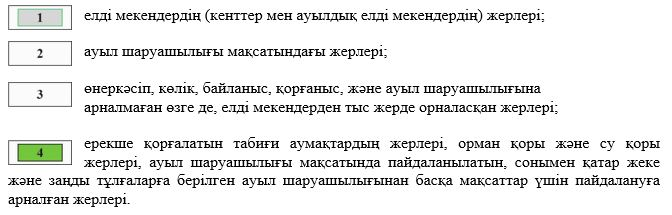 1 елді мекендердің (кенттер мен ауылдық елді мекендердің) жерлері;
2 ауыл шаруашылығы мақсатындағы жерлері;
3 өнеркәсіп, көлік, байланыс, қорғаныс, және ауыл шаруашылығына
арналмаған өзге де, елді мекендерден тыс жерде орналасқан жерлері;
4 ерекше қорғалатын табиғи аумақтардың жерлері, орман қоры және су қоры
жерлері, ауыл шаруашылығы мақсатында пайдаланылатын, сонымен қатар жеке
және заңды тұлғаларға берілген ауыл шаруашылығынан басқа мақсаттар үшін пайдалануға
арналған жерлері.